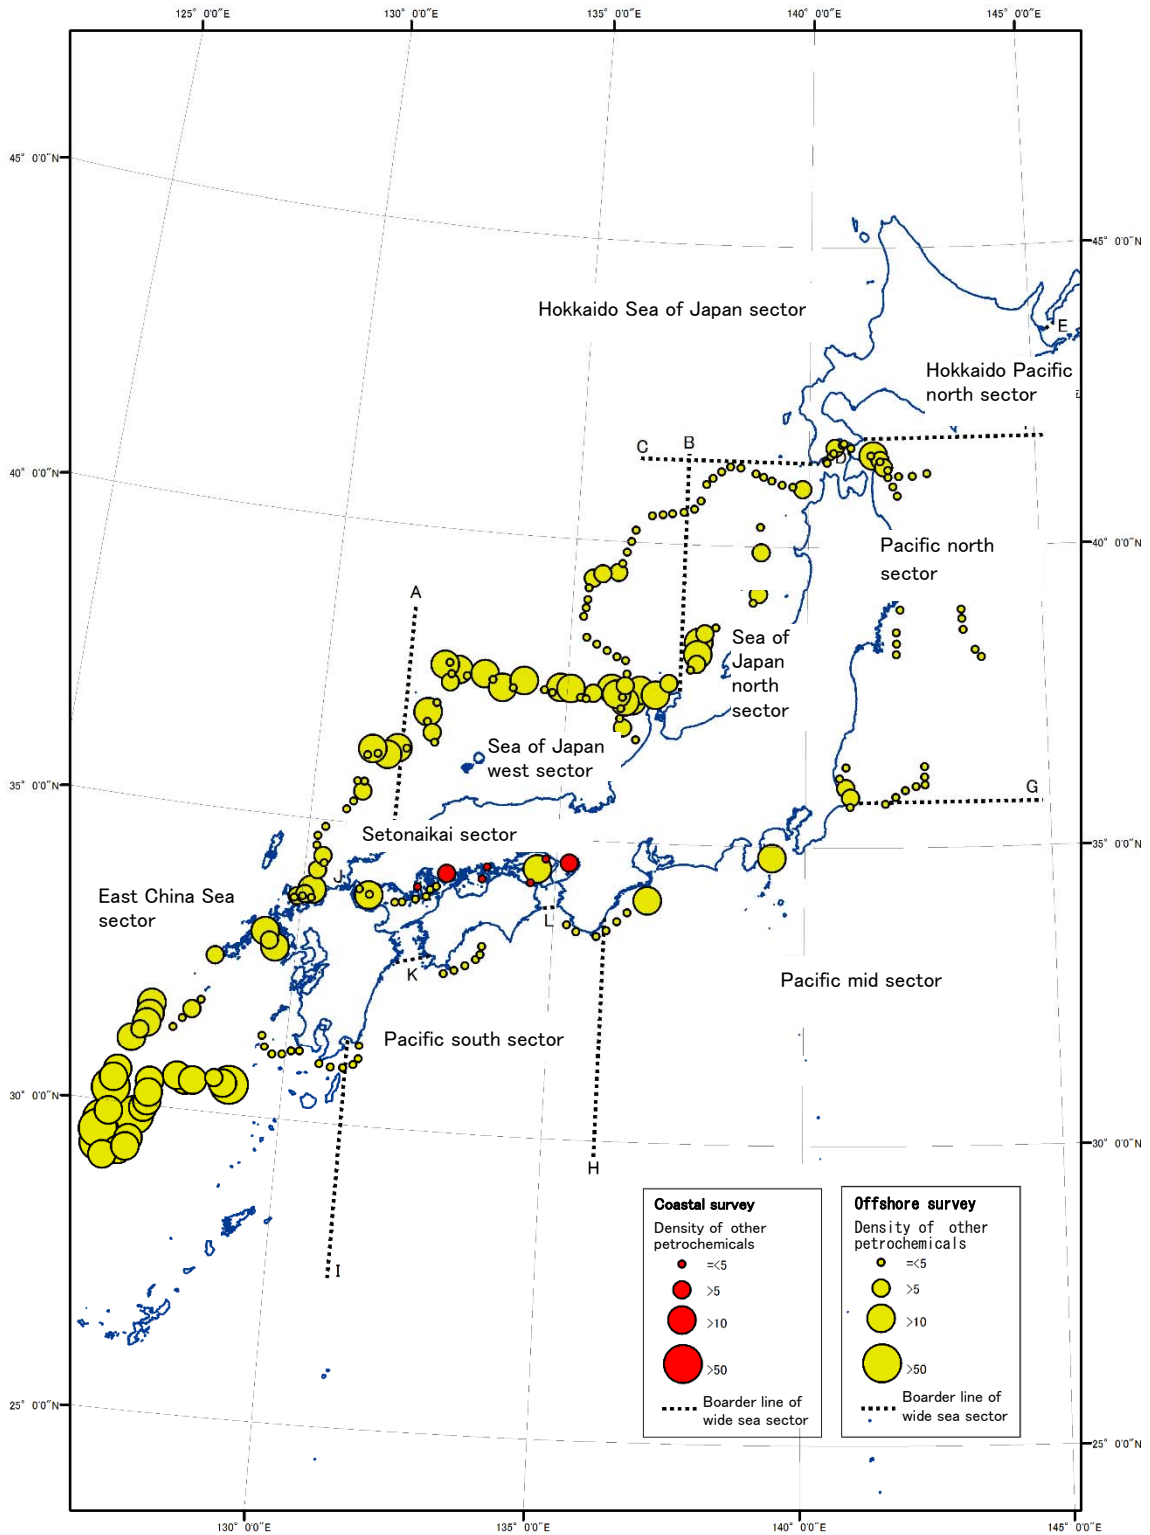 125° 0'0"E
130° 0'0"E
135° 0'0"E
140° 0'0"E
145° 0'0"E
45° 0'0"N
45° 0'0"N
Hokkaido Sea of Japan sector
E
Hokkaido Pacific
north sector
C
B
D
40° 0'0"N
40° 0'0"N
Pacific north
sector
A
Sea of
Japan
north
sector
Sea of Japan
west sector
35° 0'0"N
G
35° 0'0"N
Setonaikai sector
J
East China Sea
sector
L
K
Pacific mid sector
Pacific south sector
30° 0'0"N
30° 0'0"N
H
I
Coastal survey
Density of other
petrochemicals
=<5
>5
>10
>50
Boarder line of
wide sea sector
Offshore survey
Density of other
petrochemicals
=<5
>5
>10
>50
Boarder line of
wide sea sector
25° 0'0"N
25° 0'0"N
130° 0'0"E
135° 0'0"E
140° 0'0"E
145° 0'0"E